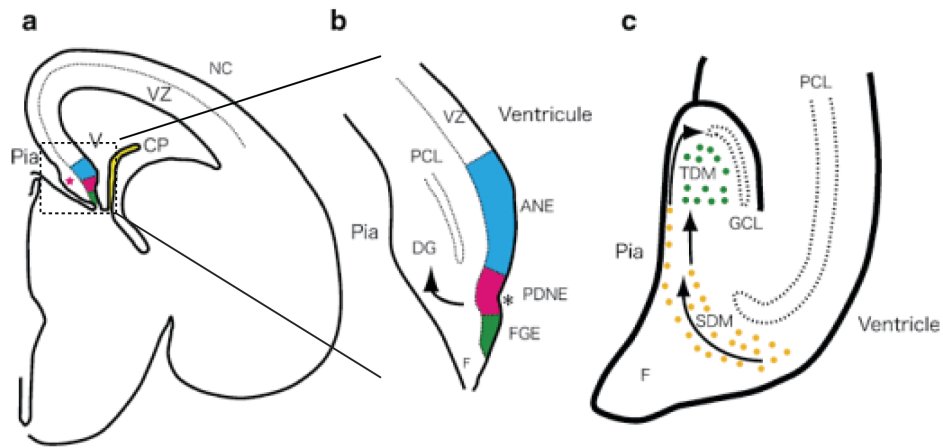 a
NC
VZ
V
CP
Pia
*
b
Ventricule
VZ
PCL
ANE
Pia
DG
PDNE
*
FGE
F
c
PCL
TDM
GCL
Pia
SDM
Ventricle
F